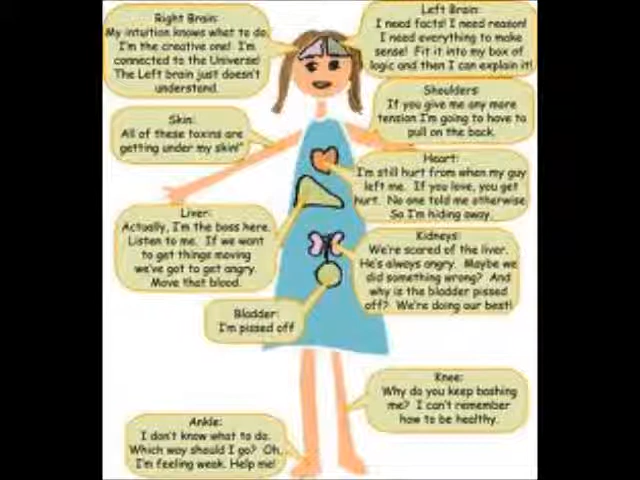 Right Brain:
My intuition knows what to do.
I'm the creative one! I'm
connected to the Universe!
The Left brain just doesn't
understand.
Left Brain:
I need facts! I need reason!
I need everything to make
sense! Fit it into my box of
logic and then I can explain it!
Skin:
All of these toxins are
getting under my skin!"
Shoulders:
If you give me any more
tension I'm going to have to
pull on the back.
Heart:
I'm still hurt from when my guy
left me. If you love, you get
hurt. No one told me otherwise.
So I'm hiding away.
Liver:
Actually, I'm the boss here.
Listen to me. If we want
to get things moving
we've got to get angry.
Move that blood.
Kidneys:
We're scared of the liver.
He's always angry. Maybe we
did something wrong? And
why is the bladder pissed
off? We're doing our best!
Bladder:
I'm pissed off
Knee:
Why do you keep bashing
me? I can't remember
how to be healthy.
Ankle:
I don't know what to do.
Which way should I go? Oh,
I'm feeling weak. Help me!